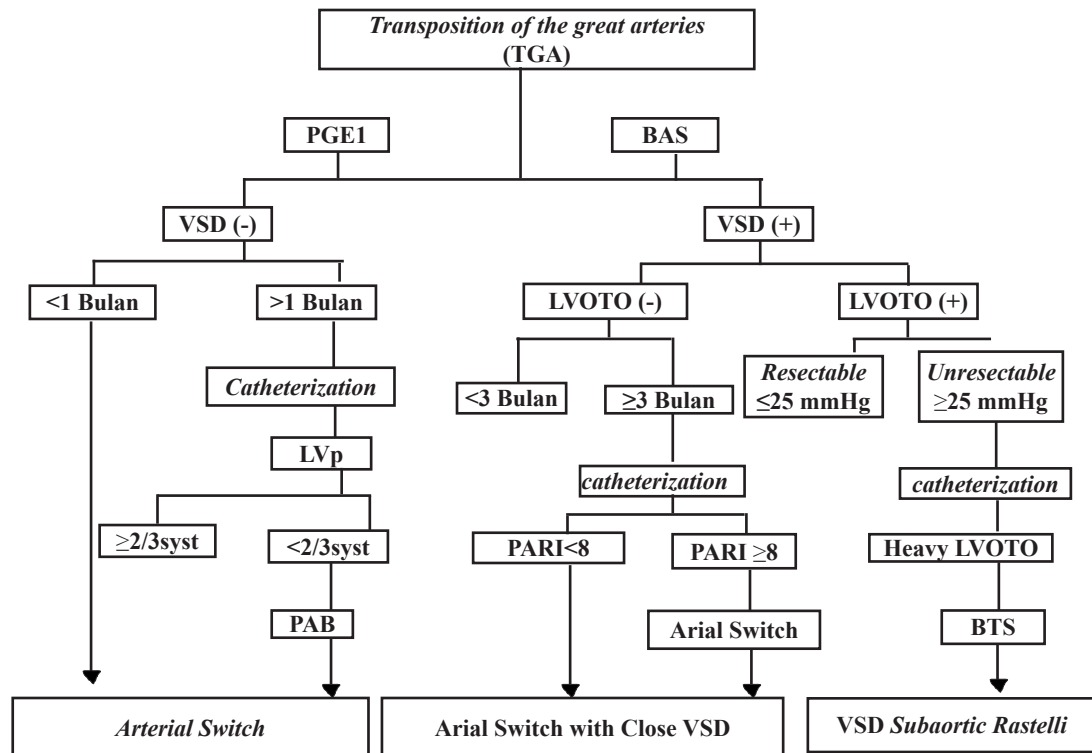 Transposition of the great arteries
(TGA)
PGE1
BAS
VSD (-)
VSD (+)
<1 Bulan
>1 Bulan
LVOTO (-)
LVOTO (+)
Catheterization
<3 Bulan
≥3 Bulan
Resectable
≤25 mmHg
Unresectable
≥25 mmHg
LVp
catheterization
catheterization
≥2/3syst
<2/3syst
PARI<8
PARI ≥8
Heavy LVOTO
PAB
Arial Switch
BTS
Arterial Switch
Arial Switch with Close VSD
VSD Subaortic Rastelli